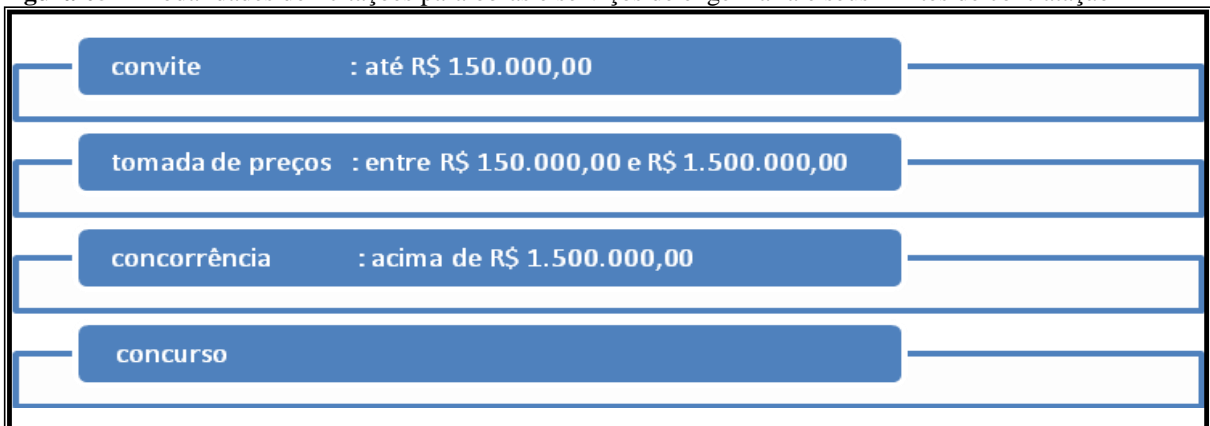 convite : até R$ 150.000,00
tomada de preços : entre R$ 150.000,00 e R$ 1.500.000,00
concorrência : acima de R$ 1.500.000,00
concurso